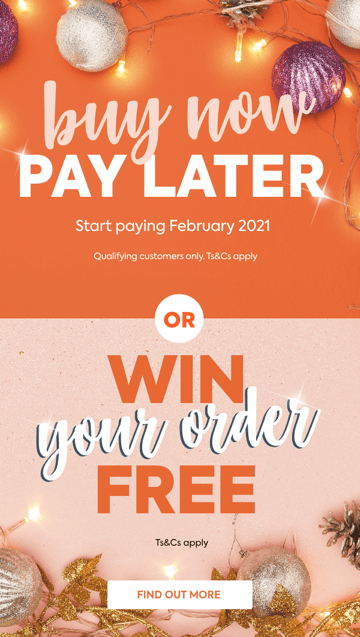 buy now
PAY LATER
Start paying February 2021
Qualifying customers only. Ts&Cs apply
OR
WIN
your order
FREE
Ts&Cs apply
FIND OUT MORE